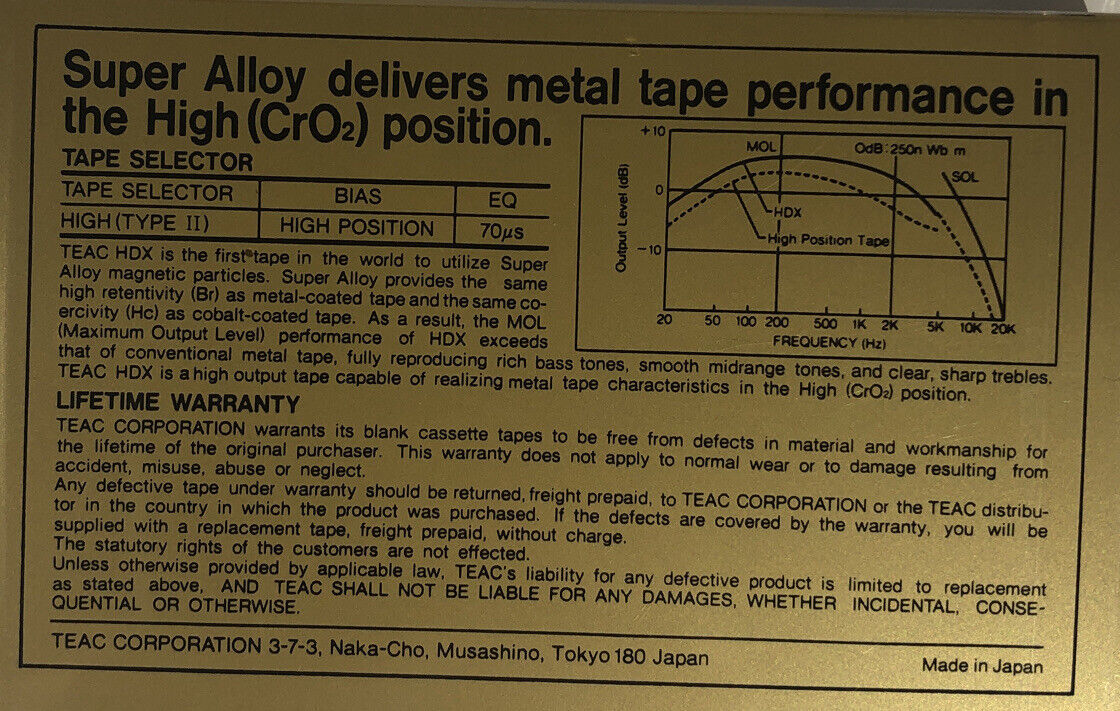 Super Alloy delivers metal tape performance in
the High (CrO₂) position.
TAPE SELECTOR
TAPE SELECTOR BIAS EQ
HIGH (TYPE II) HIGH POSITION 70μs
+10
0
-10
Output Level (dB)
MOL
OdB:250n Wb m
SOL
HDX
High Position Tape
20 50 100 200 500 1K 2K 5K 10K 20K
FREQUENCY (Hz)
TEAC HDX is the first tape in the world to utilize Super
Alloy magnetic particles. Super Alloy provides the same
high retentivity (Br) as metal-coated tape and the same co-
ercivity (Hc) as cobalt-coated tape. As a result, the MOL
(Maximum Output Level) performance of HDX exceeds
that of conventional metal tape, fully reproducing rich bass tones, smooth midrange tones, and clear, sharp trebles.
TEAC HDX is a high output tape capable of realizing metal tape characteristics in the High (CrO₂) position.
LIFETIME WARRANTY
TEAC CORPORATION warrants its blank cassette tapes to be free from defects in material and workmanship for
the lifetime of the original purchaser. This warranty does not apply to normal wear or to damage resulting from
accident, misuse, abuse or neglect.
Any defective tape under warranty should be returned, freight prepaid, to TEAC CORPORATION or the TEAC distribu-
tor in the country in which the product was purchased. If the defects are covered by the warranty, you will be
supplied with a replacement tape, freight prepaid, without charge.
The statutory rights of the customers are not effected.
Unless otherwise provided by applicable law, TEAC's liability for any defective product is limited to replacement
as stated above, AND TEAC SHALL NOT BE LIABLE FOR ANY DAMAGES, WHETHER INCIDENTAL, CONSE-
QUENTIAL OR OTHERWISE.
TEAC CORPORATION 3-7-3, Naka-Cho, Musashino, Tokyo 180 Japan
Made in Japan